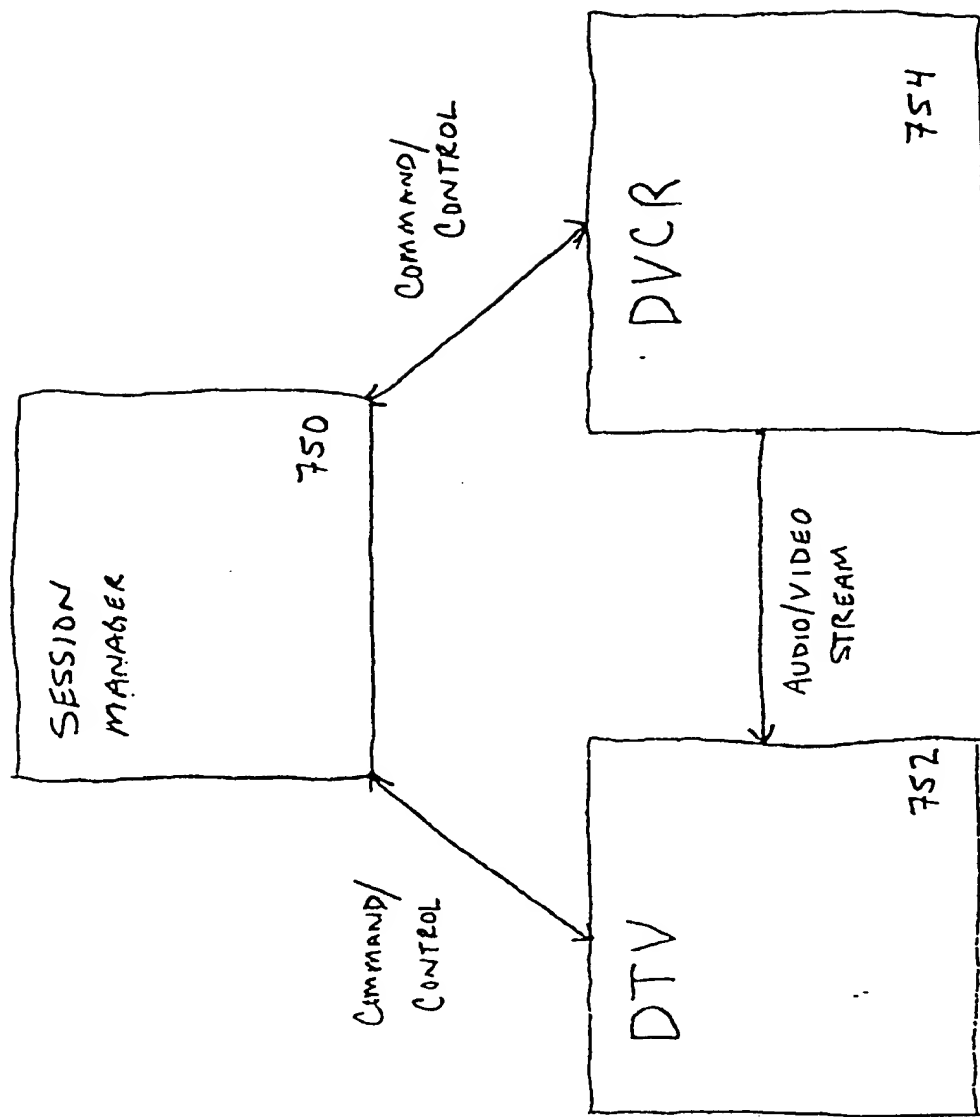 SESSION
MANAGER
750
COMMAND/
CONTROL
COMMAND/
CONTROL
DTV
752
AUDIO/VIDEO
STREAM
DVCR
754